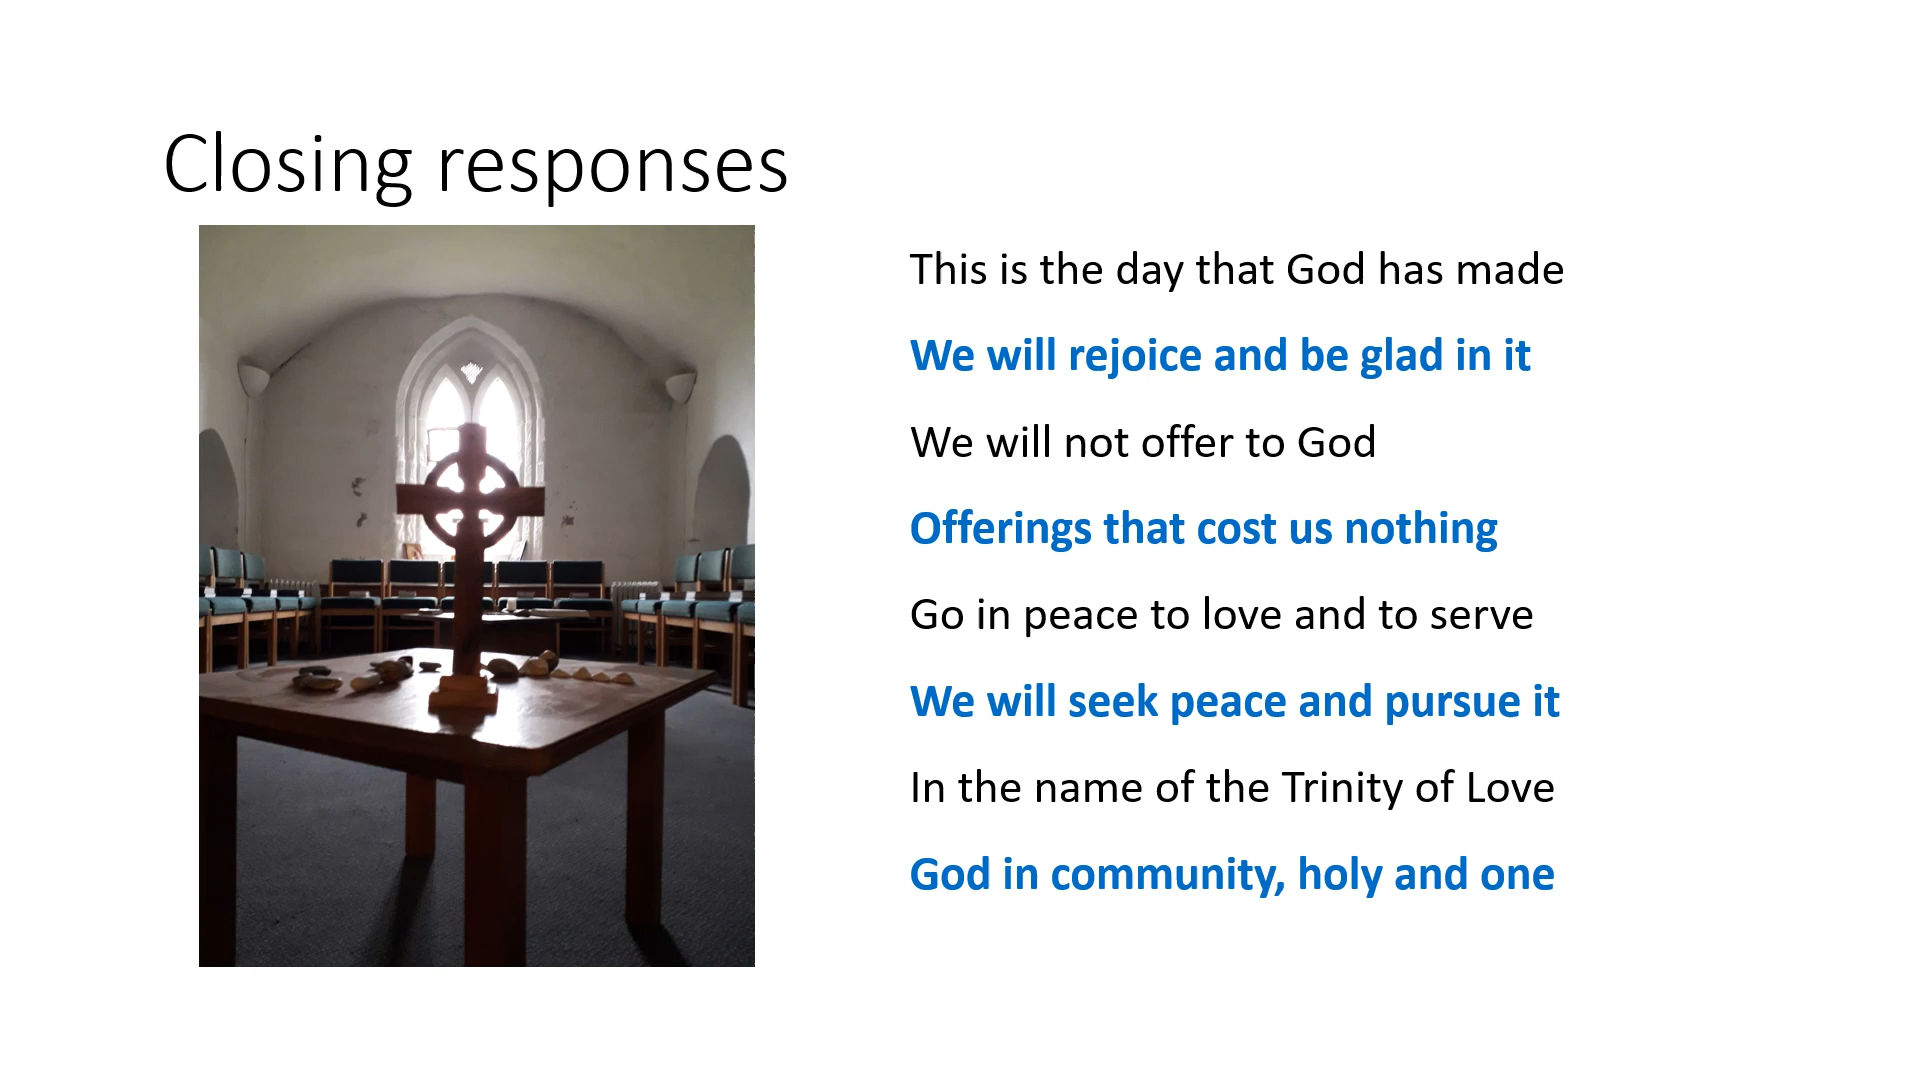 Closing responses
This is the day that God has made
We will rejoice and be glad in it
We will not offer to God
Offerings that cost us nothing
Go in peace to love and to serve
We will seek peace and pursue it
In the name of the Trinity of Love
God in community, holy and one